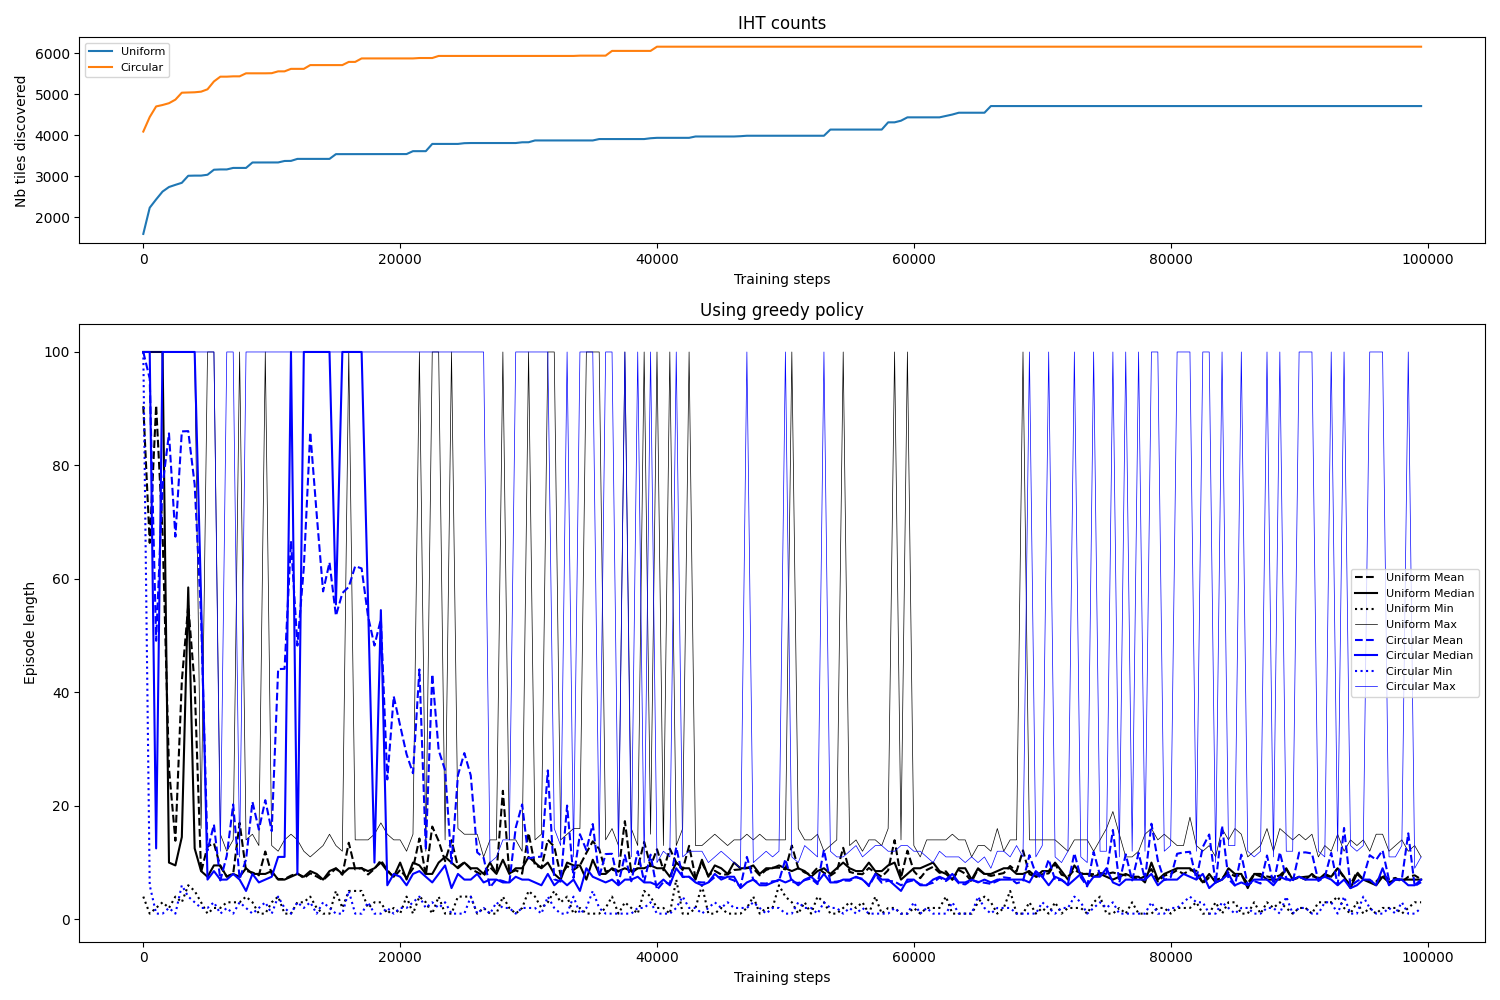 IHT counts
Nb tiles discovered
6000
5000
4000
3000
2000
Uniform
Circular
0 20000 40000 60000 80000 100000
Training steps
Using greedy policy
Episode length
100
80
60
40
20
0
Uniform Mean
Uniform Median
Uniform Min
Uniform Max
Circular Mean
Circular Median
Circular Min
Circular Max
0 20000 40000 60000 80000 100000
Training steps